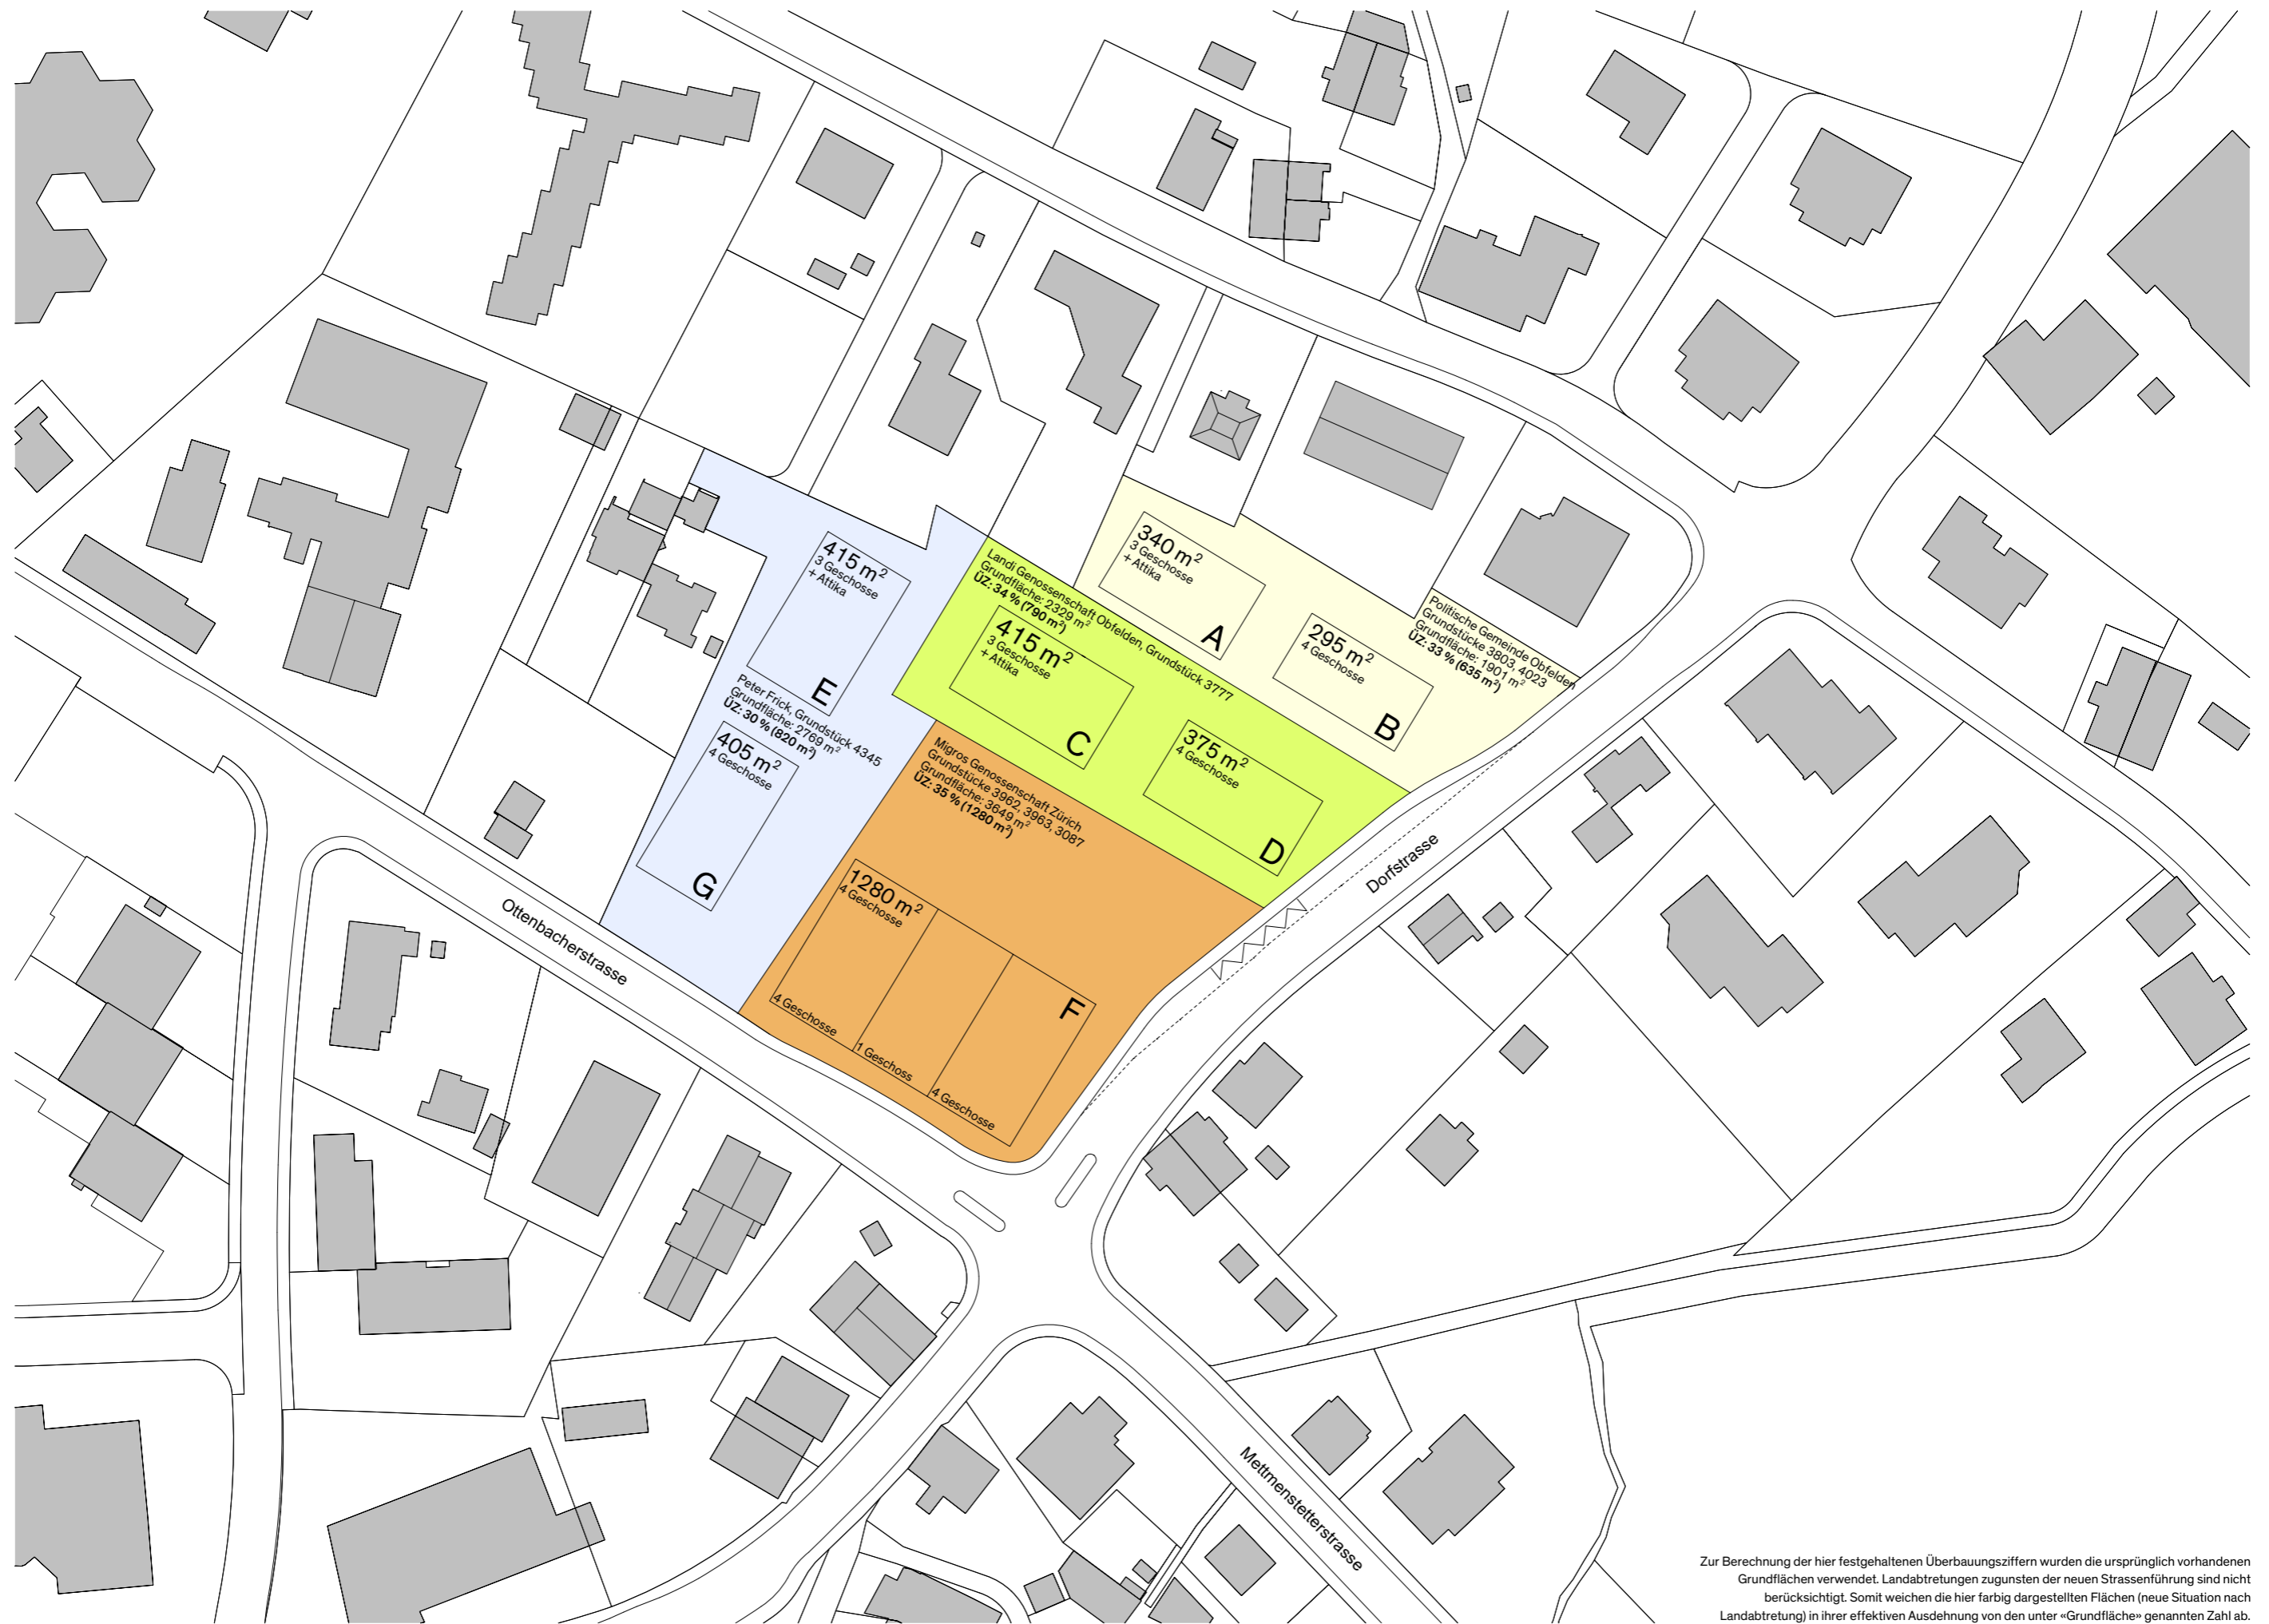 340 m²
3 Geschosse
+ Attika
A
295 m²
4 Geschosse
B
Politische Gemeinde Obfelden
Grundstücke 3803, 4023
Grundfläche: 1901 m²
ÜZ: 33 % (635 m²)
Landi Genossenschaft Obfelden, Grundstück 3777
Grundfläche: 2329 m²
ÜZ: 34 % (790 m²)
415 m²
3 Geschosse
+ Attika
C
375 m²
4 Geschosse
D
415 m²
3 Geschosse
+ Attika
E
Peter Frick, Grundstück 4345
Grundfläche: 2769 m²
ÜZ: 30 % (820 m²)
405 m²
4 Geschosse
G
Migros Genossenschaft Zürich
Grundstücke 3962, 3963, 3087
Grundfläche: 3649 m²
ÜZ: 35 % (1280 m²)
1280 m²
4 Geschosse
F
4 Geschosse
1 Geschoss
4 Geschosse
Dorfstrasse
Ottenbacherstrasse
Mettmenstetterstrasse
Zur Berechnung der hier festgehaltenen Überbauungsziffern wurden die ursprünglich vorhandenen
Grundflächen verwendet. Landabtretungen zugunsten der neuen Strassenführung sind nicht
berücksichtigt. Somit weichen die hier farbig dargestellten Flächen (neue Situation nach
Landabtretung) in ihrer effektiven Ausdehnung von den unter «Grundfläche» genannten Zahl ab.